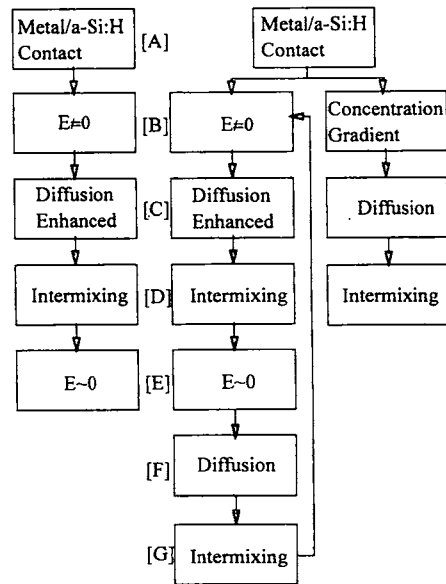 Metal/a-Si:H
Contact
[A]
Metal/a-Si:H
Contact
E≠0
[B]
E≠0
Concentration
Gradient
Diffusion
Enhanced
[C]
Diffusion
Enhanced
Diffusion
Intermixing
[D]
Intermixing
Intermixing
E~0
[E]
E~0
[F]
Diffusion
[G]
Intermixing